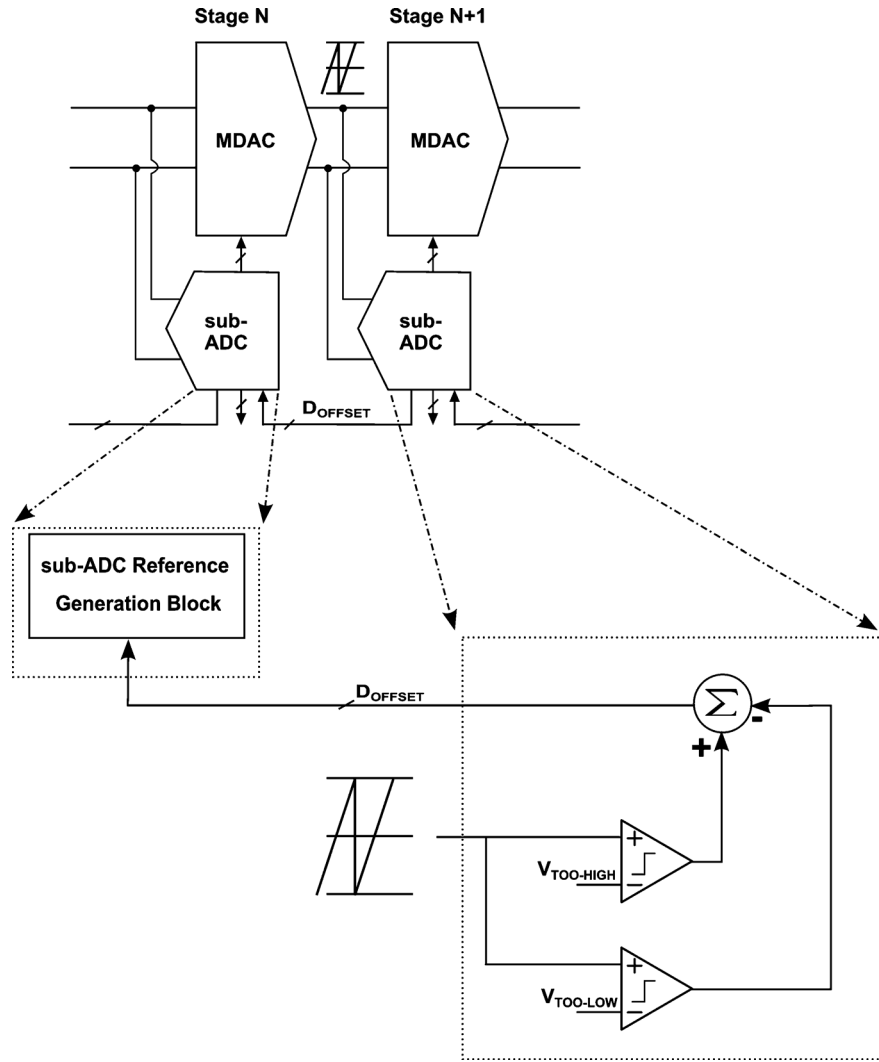 Stage N
Stage N+1
MDAC
MDAC
sub-
ADC
sub-
ADC
DOFFSET
sub-ADC Reference
Generation Block
DOFFSET
Σ
-
+
+
VTOO-HIGH
−
+
VTOO-LOW
−